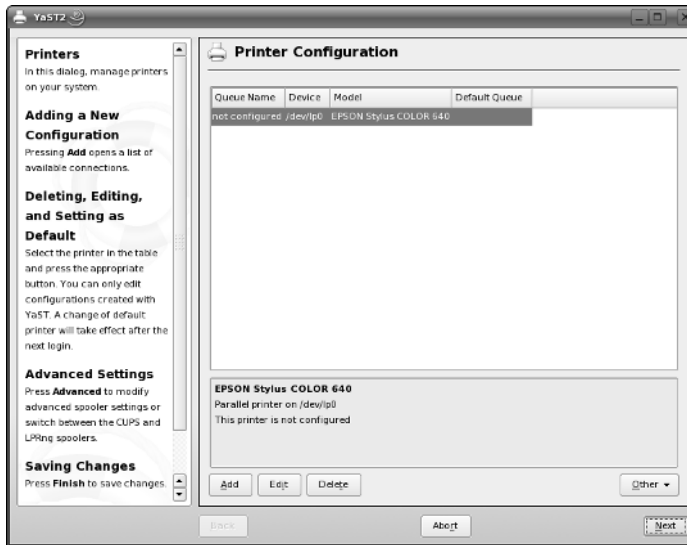 YaST2
Printers
In this dialog, manage printers
on your system.
Adding a New
Configuration
Pressing Add opens a list of
available connections.
Deleting, Editing,
and Setting as
Default
Select the printer in the table
and press the appropriate
button. You can only edit
configurations created with
YaST. A change of default
printer will take effect after the
next login.
Advanced Settings
Press Advanced to modify
advanced spooler settings or
switch between the CUPS and
LPRng spoolers.
Saving Changes
Press Finish to save changes.
Printer Configuration
Queue Name Device Model Default Queue
not configured /dev/lp0 EPSON Stylus COLOR 640
EPSON Stylus COLOR 640
Parallel printer on /dev/lp0
This printer is not configured
Add Edit Delete Other
Back Abort Next